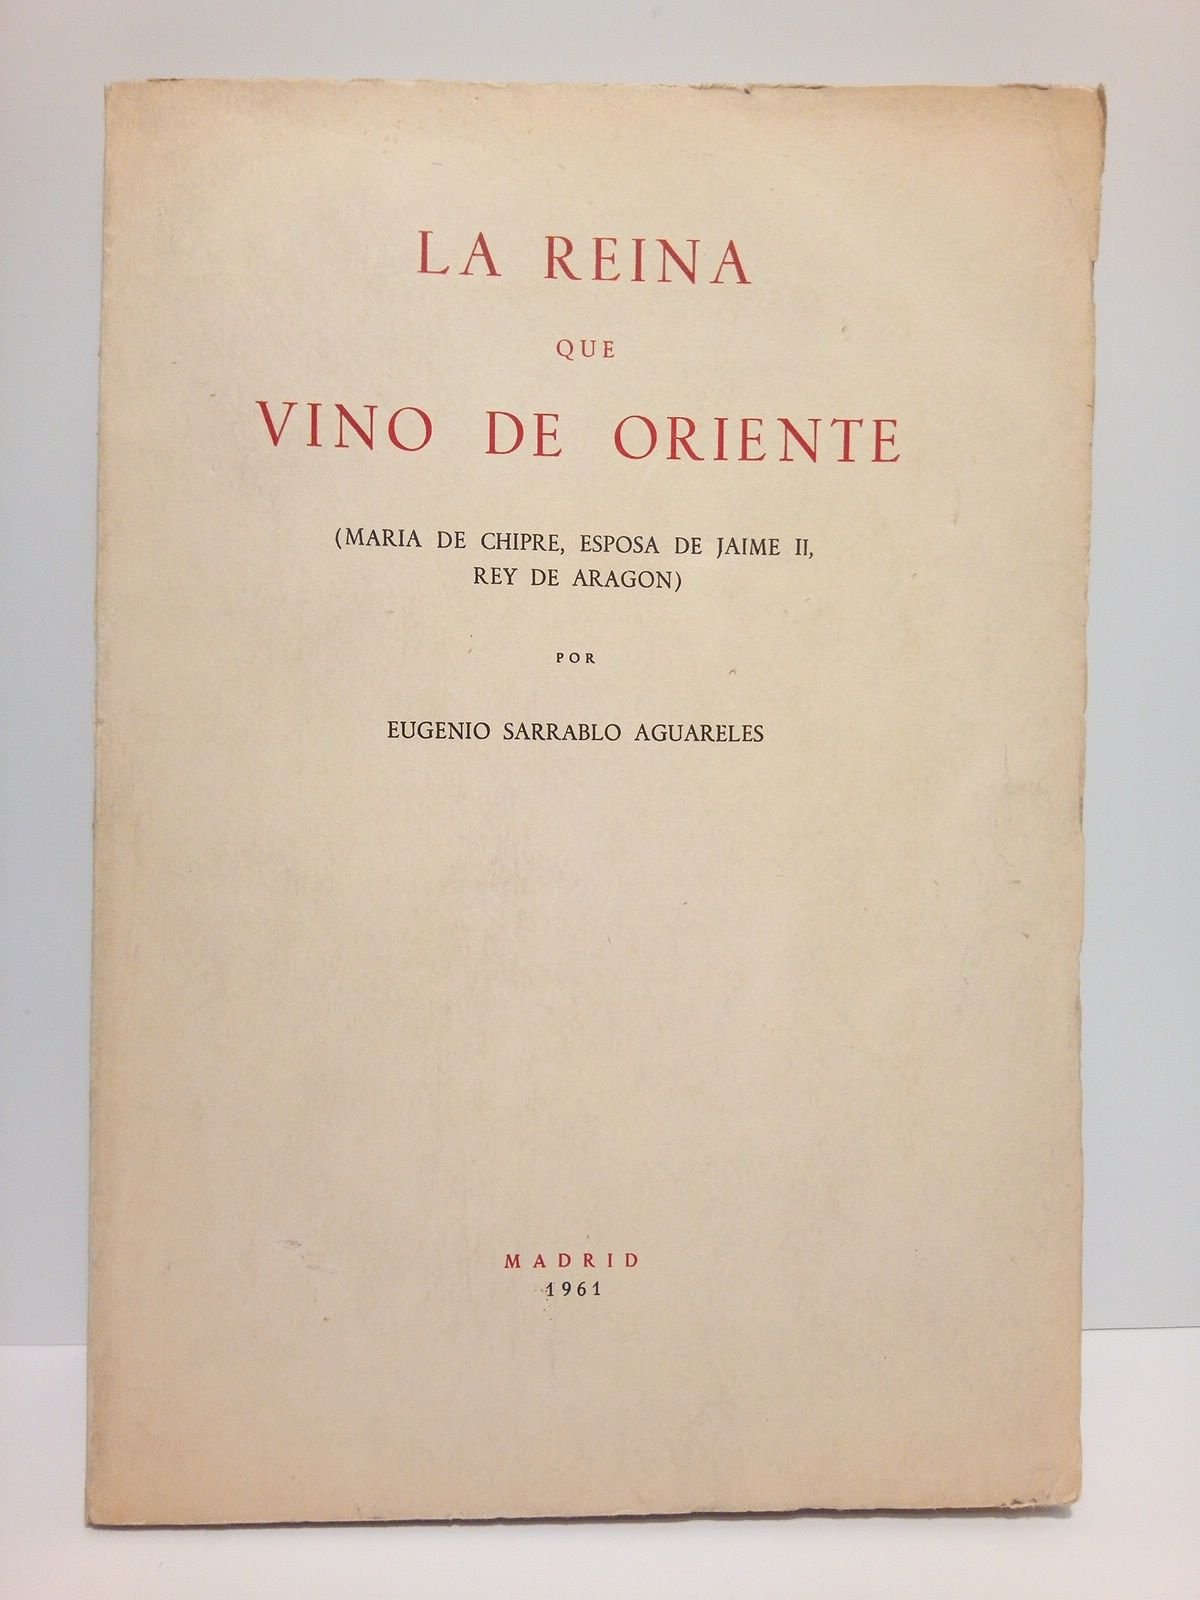 LA REINA
QUE
VINO DE ORIENTE
(MARIA DE CHIPRE, ESPOSA DE JAIME II,
REY DE ARAGON)
POR
EUGENIO SARRABLO AGUARELES
MADRID
1961